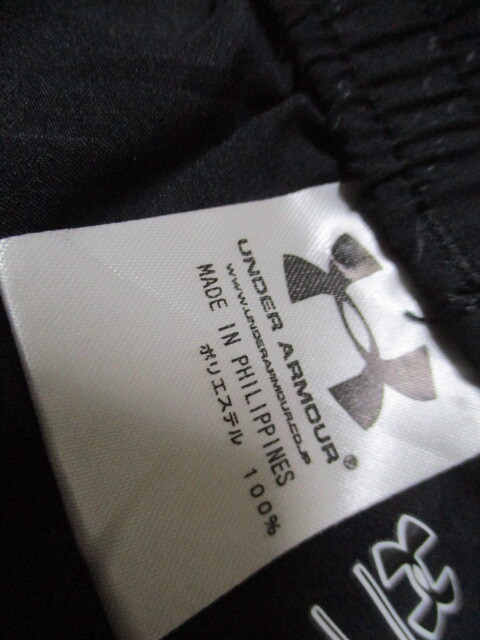 UNDER ARMOUR®
WWW.UNDERARMOUR.CO.JP
MADE IN PHILIPPINES
ポリエステル 100%